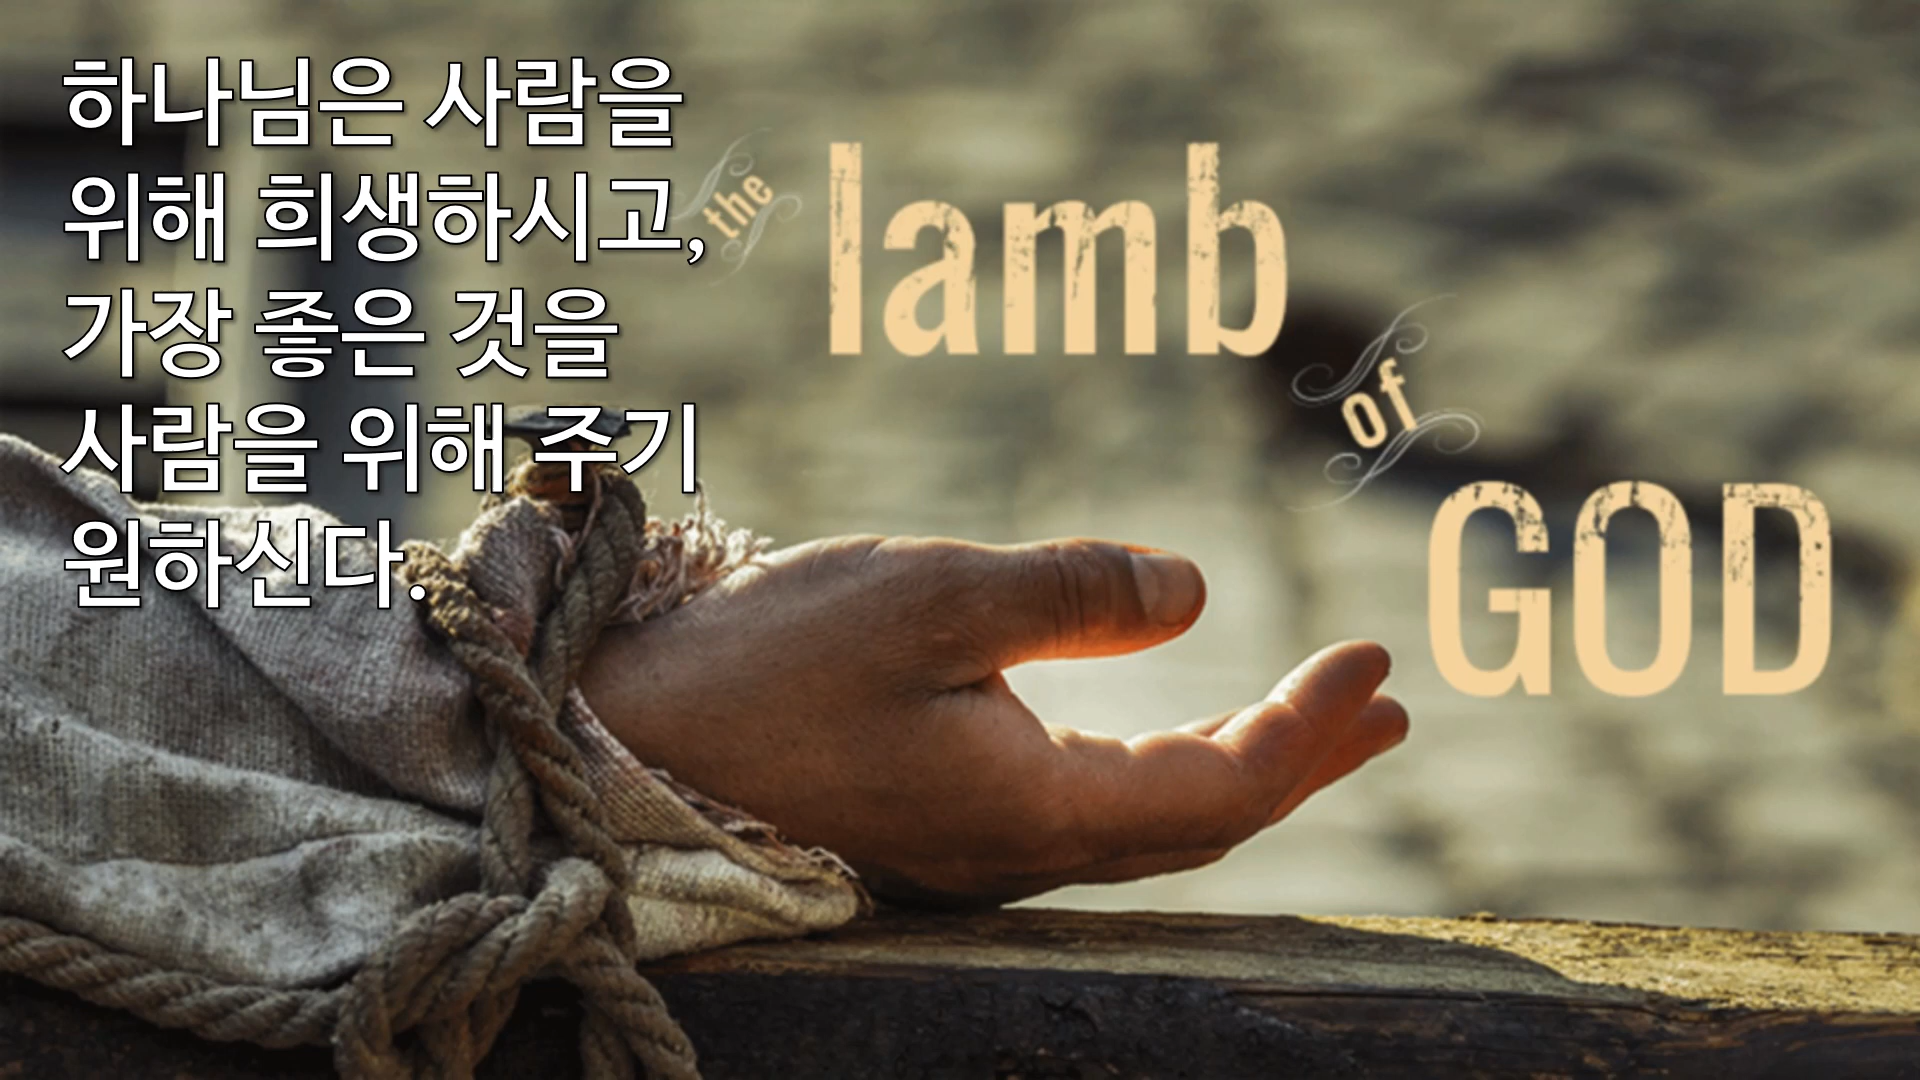 하나님은 사람을
위해 희생하시고,
가장 좋은 것을
사람을 위해 주기
원하신다.
the
lamb
of
GOD